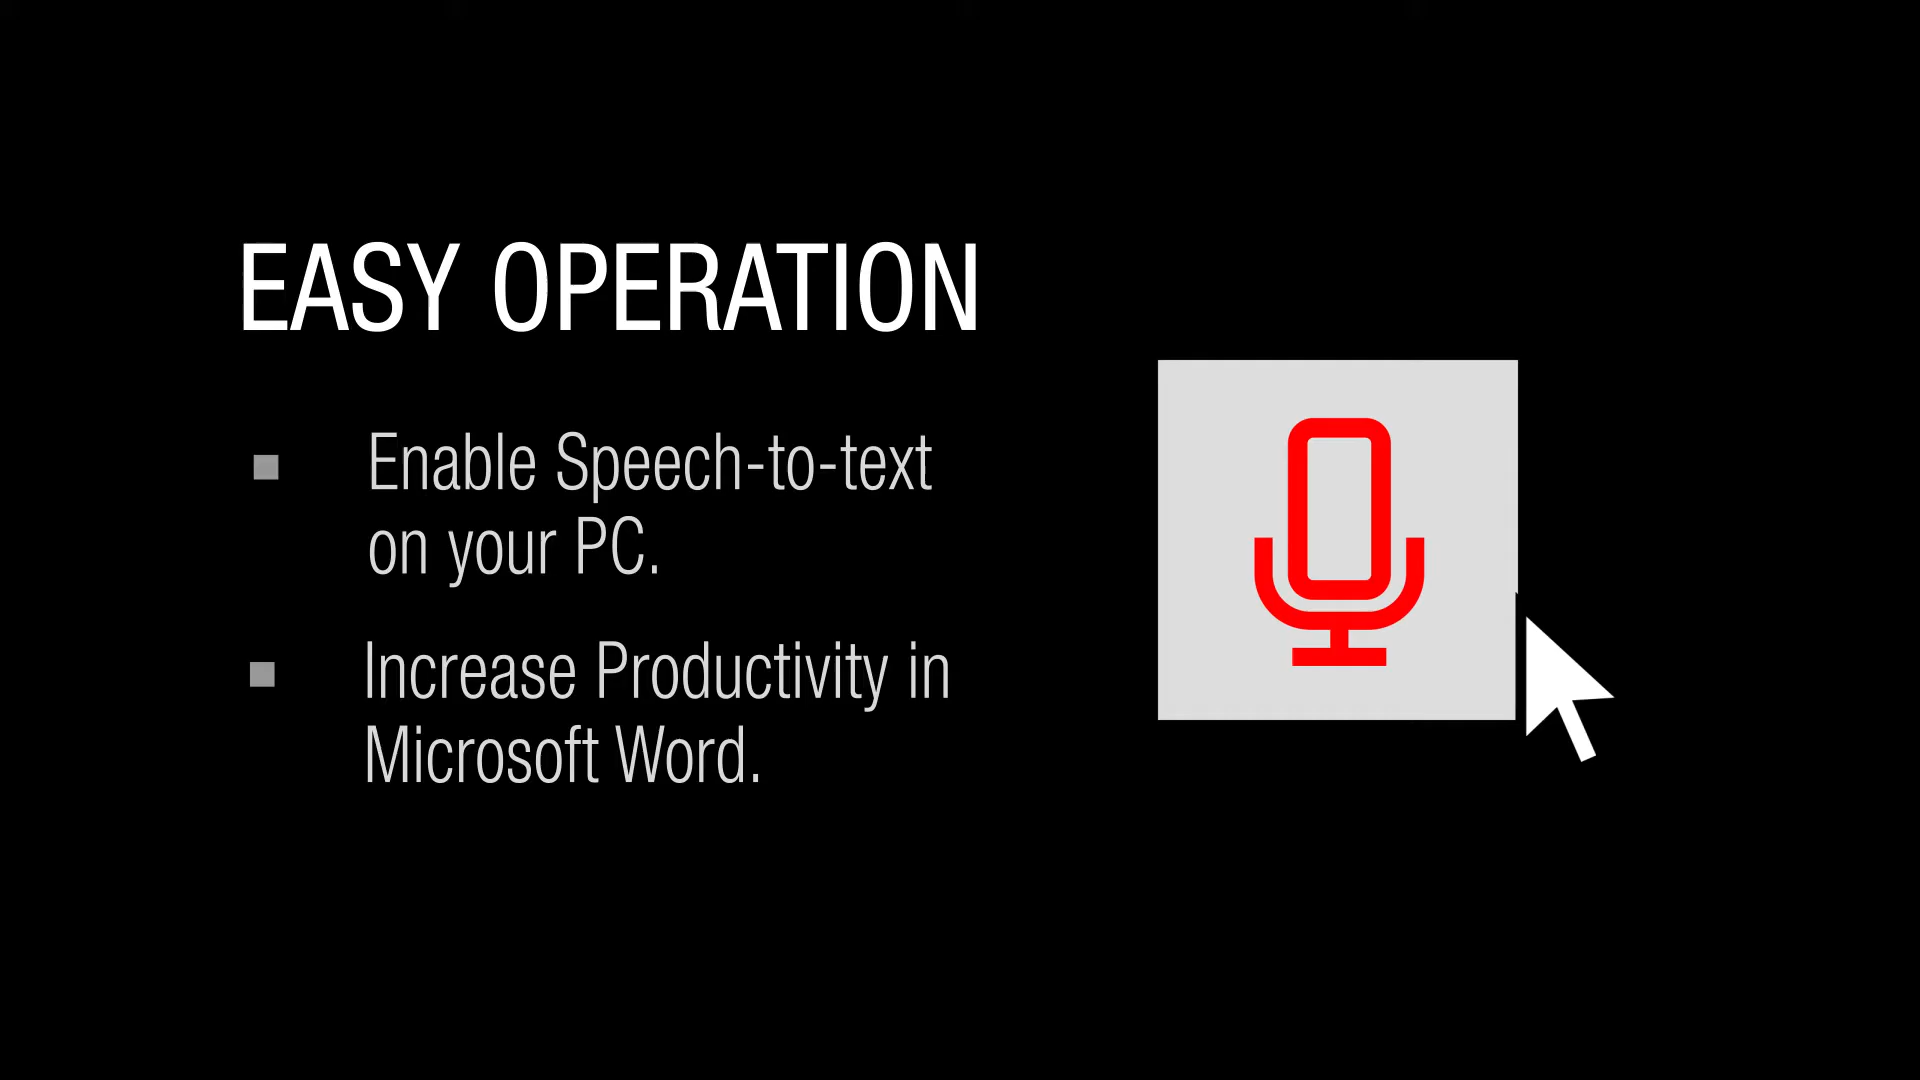 EASY OPERATION
Enable Speech-to-text
on your PC.
Increase Productivity in
Microsoft Word.